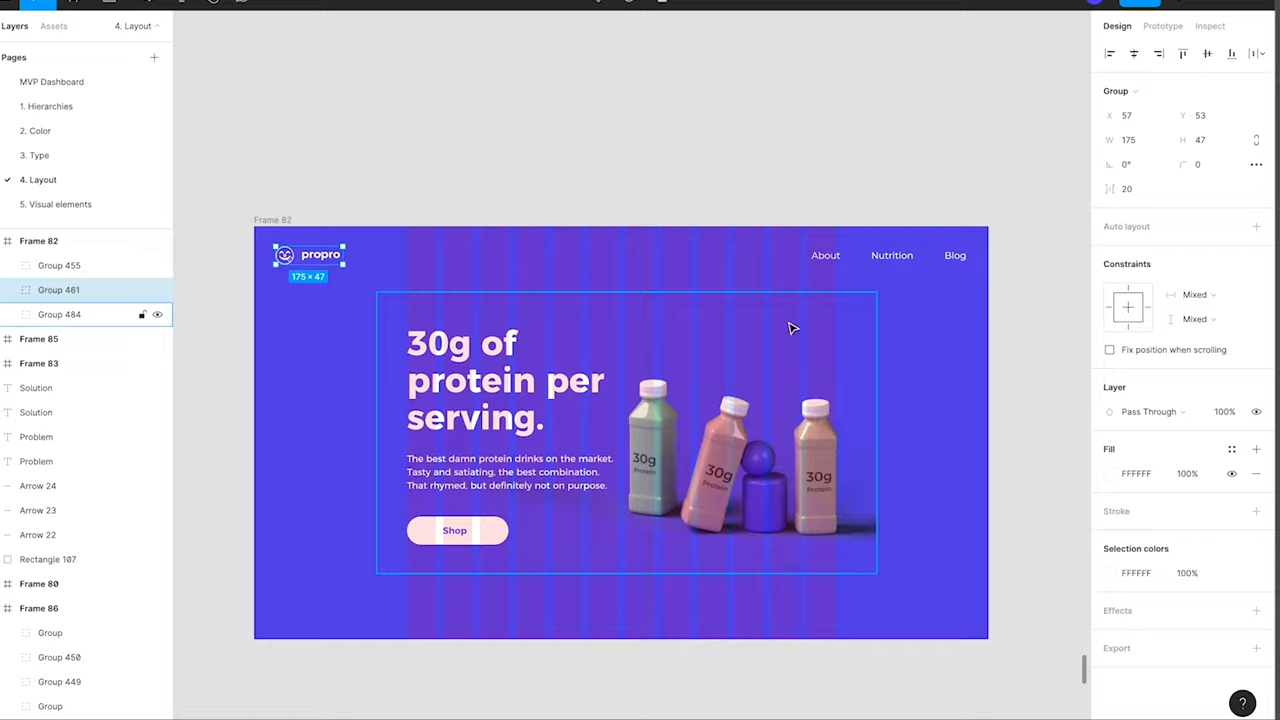 Layers
Assets
4. Layout
Pages
MVP Dashboard
1. Hierarchies
2. Color
3. Type
4. Layout
5. Visual elements
Frame 82
Group 455
Group 461
Group 484
Frame 85
Frame 83
Solution
Solution
Problem
Problem
Arrow 24
Arrow 23
Arrow 22
Rectangle 107
Frame 80
Frame 86
Group
Group 450
Group 449
Group
Frame 82
propro
175 × 47
About
Nutrition
Blog
30g of
protein per
serving.
The best damn protein drinks on the market.
Tasty and satiating, the best combination.
That rhymed, but definitely not on purpose.
Shop
30g
Protein
30g
Protein
30g
Protein
Design
Prototype
Inspect
Group
X 57
Y 53
W 175
H 47
0°
0
20
Auto layout
Constraints
Mixed
Mixed
Fix position when scrolling
Layer
Pass Through
100%
Fill
FFFFFF
100%
Stroke
Selection colors
FFFFFF
100%
Effects
Export
?